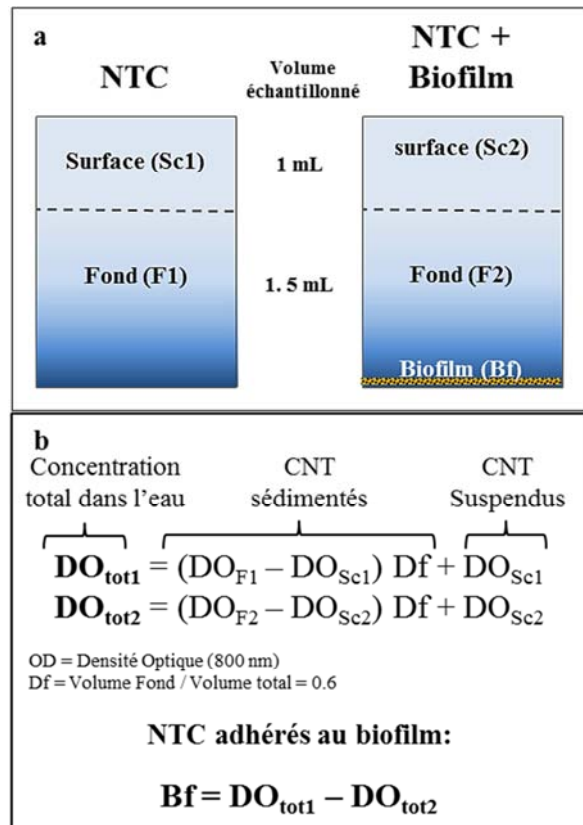 a
NTC
Volume
échantillonné
NTC +
Biofilm
Surface (Sc1)
1 mL
surface (Sc2)
Fond (F1)
1. 5 mL
Fond (F2)
Biofilm (Bf)
b
Concentration
total dans l’eau
CNT
sédimentés
CNT
Suspendus
DOtot1 = (DOF1 – DOSc1) Df + DOSc1
DOtot2 = (DOF2 – DOSc2) Df + DOSc2
OD = Densité Optique (800 nm)
Df = Volume Fond / Volume total = 0.6
NTC adhérés au biofilm:
Bf = DOtot1 – DOtot2